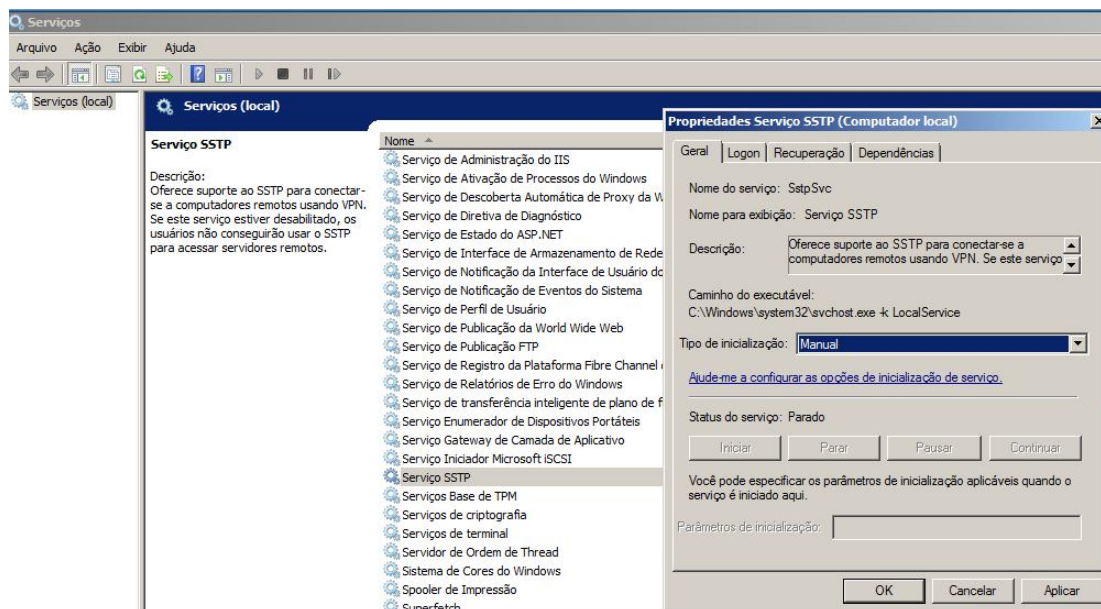 Serviços
Arquivo Ação Exibir Ajuda
Serviços (local)
Serviços (local)
Serviço SSTP
Descrição:
Oferece suporte ao SSTP para conectar-
se a computadores remotos usando VPN.
Se este serviço estiver desabilitado, os
usuários não conseguirão usar o SSTP
para acessar servidores remotos.
Nome
Serviço de Administração do IIS
Serviço de Ativação de Processos do Windows
Serviço de Descoberta Automática de Proxy da W
Serviço de Diretiva de Diagnóstico
Serviço de Estado do ASP.NET
Serviço de Interface de Armazenamento de Rede
Serviço de Notificação da Interface de Usuário do
Serviço de Notificação de Eventos do Sistema
Serviço de Perfil de Usuário
Serviço de Publicação da World Wide Web
Serviço de Publicação FTP
Serviço de Registro da Plataforma Fibre Channel
Serviço de Relatórios de Erro do Windows
Serviço de transferência inteligente de plano de f
Serviço Enumerador de Dispositivos Portáteis
Serviço Gateway de Camada de Aplicativo
Serviço Iniciador Microsoft iSCSI
Serviço SSTP
Serviços Base de TPM
Serviços de criptografia
Serviços de terminal
Servidor de Ordem de Thread
Sistema de Cores do Windows
Spooler de Impressão
Superfetch
Propriedades Serviço SSTP (Computador local)
Geral Logon Recuperação Dependências
Nome do serviço: SstpSvc
Nome para exibição: Serviço SSTP
Descrição: Oferece suporte ao SSTP para conectar-se a
computadores remotos usando VPN. Se este serviço
Caminho do executável:
C:\Windows\system32\svchost.exe -k LocalService
Tipo de inicialização: Manual
Ajude-me a configurar as opções de inicialização de serviço.
Status do serviço: Parado
Iniciar Parar Pausar Continuar
Você pode especificar os parâmetros de inicialização aplicáveis quando o
serviço é iniciado aqui.
Parâmetros de inicialização:
OK Cancelar Aplicar